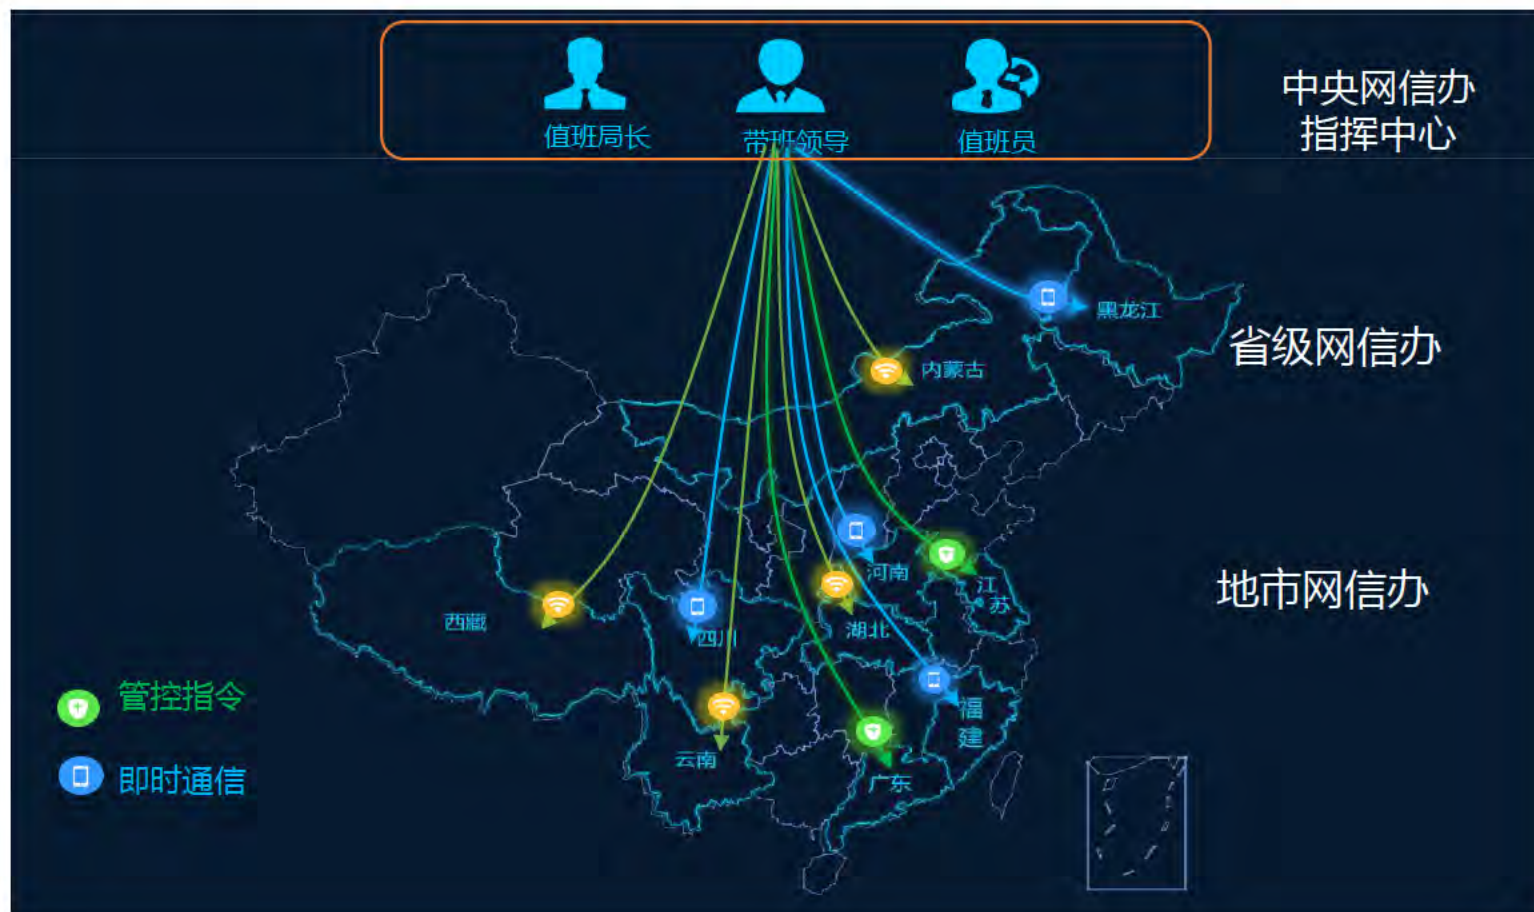 值班局长
带班领导
值班员
中央网信办
指挥中心
黑龙江
省级网信办
内蒙古
河南
江
苏
地市网信办
西藏
四川
湖北
管控指令
福
建
云南
即时通信
广东